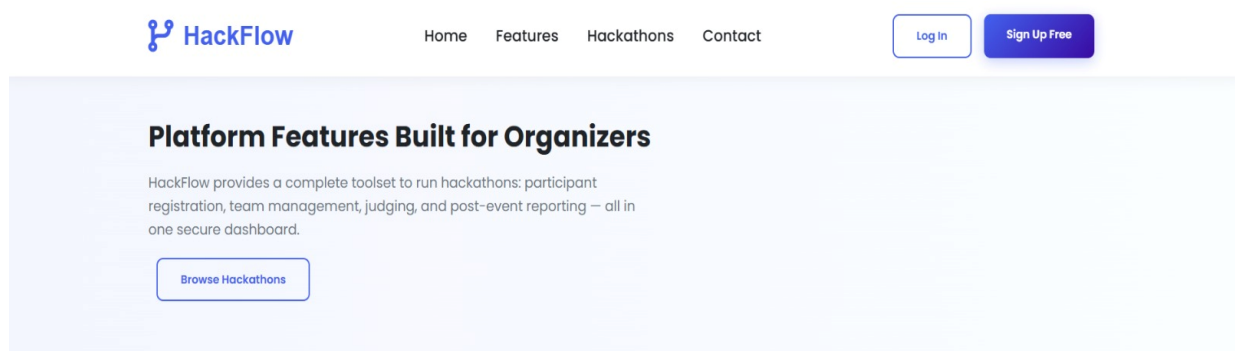 HackFlow
Home Features Hackathons Contact
Log In
Sign Up Free
Platform Features Built for Organizers
HackFlow provides a complete toolset to run hackathons: participant
registration, team management, judging, and post-event reporting — all in
one secure dashboard.
Browse Hackathons